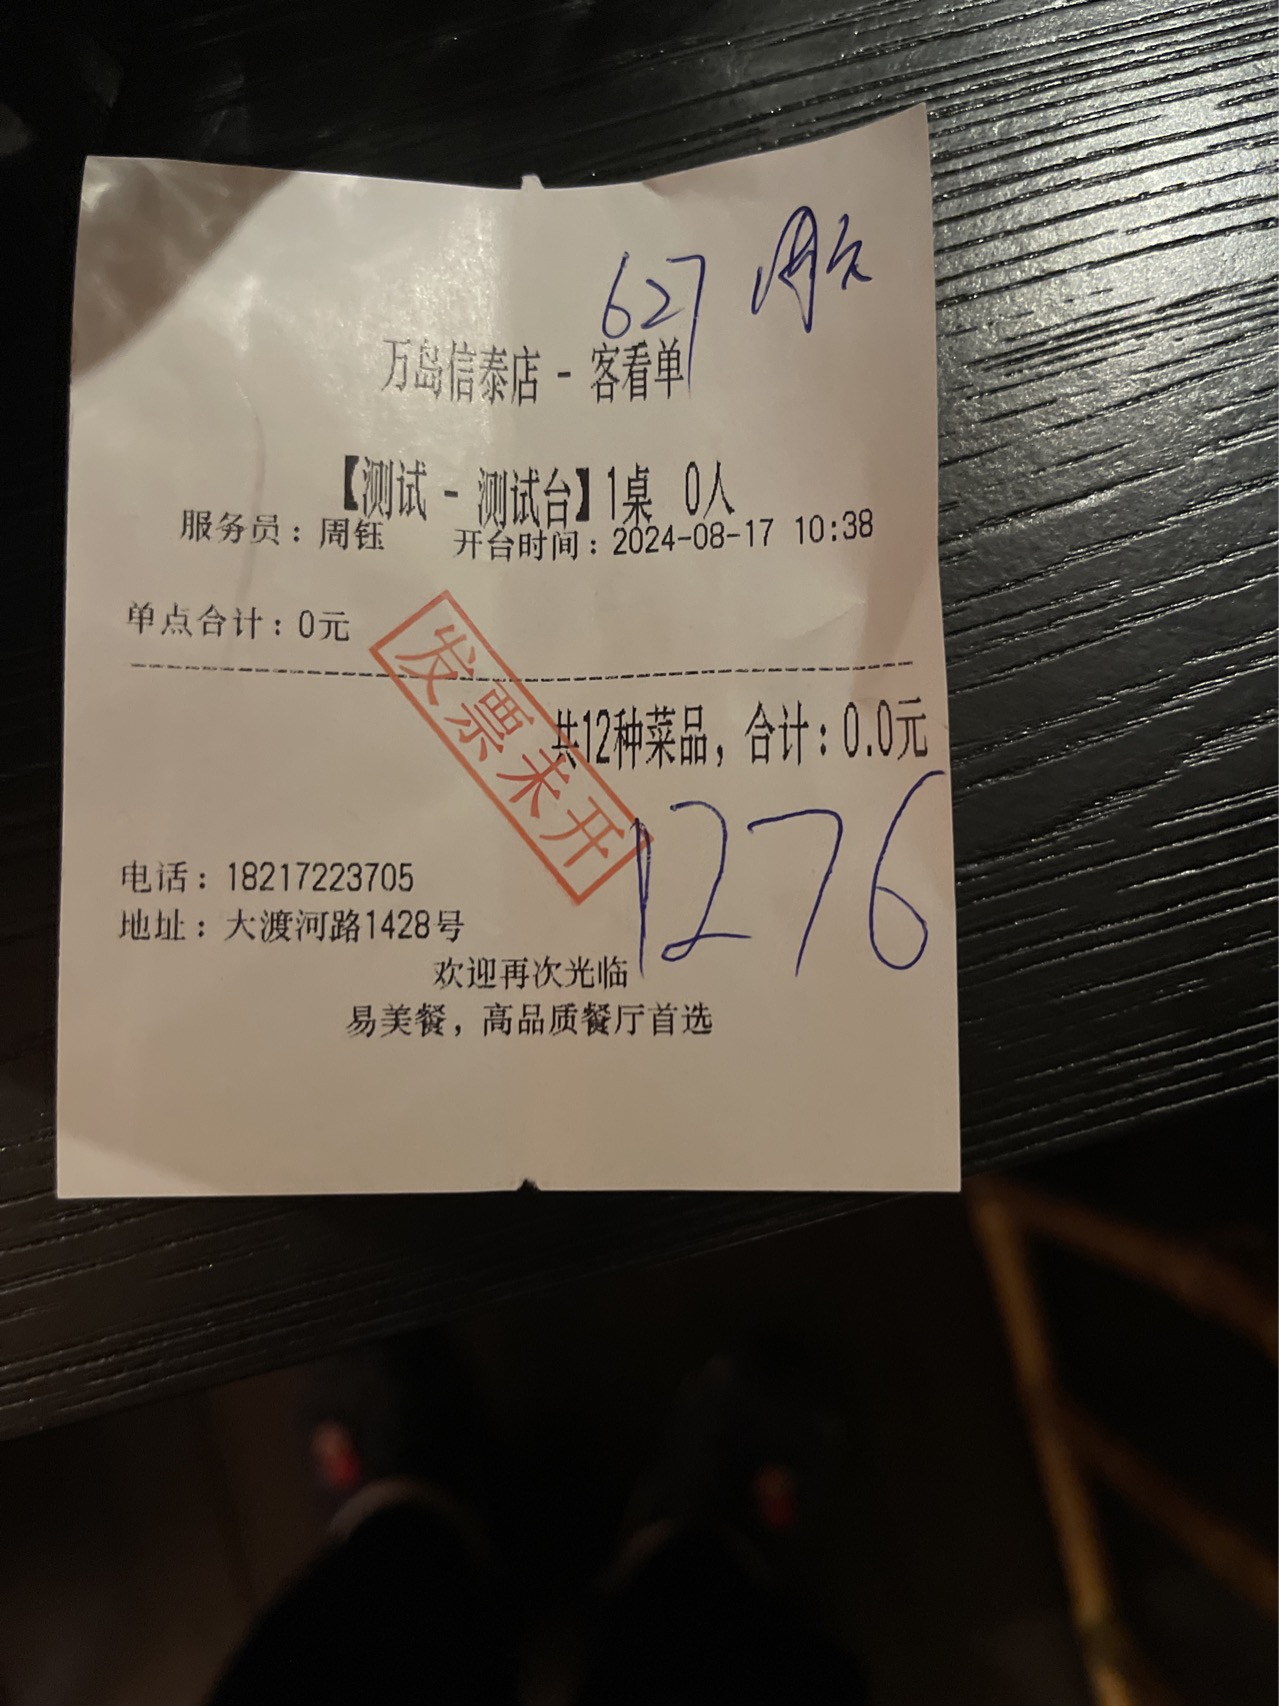 627
万岛信泰店 - 客看单
【测试 - 测试台】1桌 0人
服务员：周钰 开台时间：2024-08-17 10:38
单点合计：0元
发票未开
共12种菜品，合计：0.0元
1276
电话：18217223705
地址：大渡河路1428号
欢迎再次光临
易美餐，高品质餐厅首选